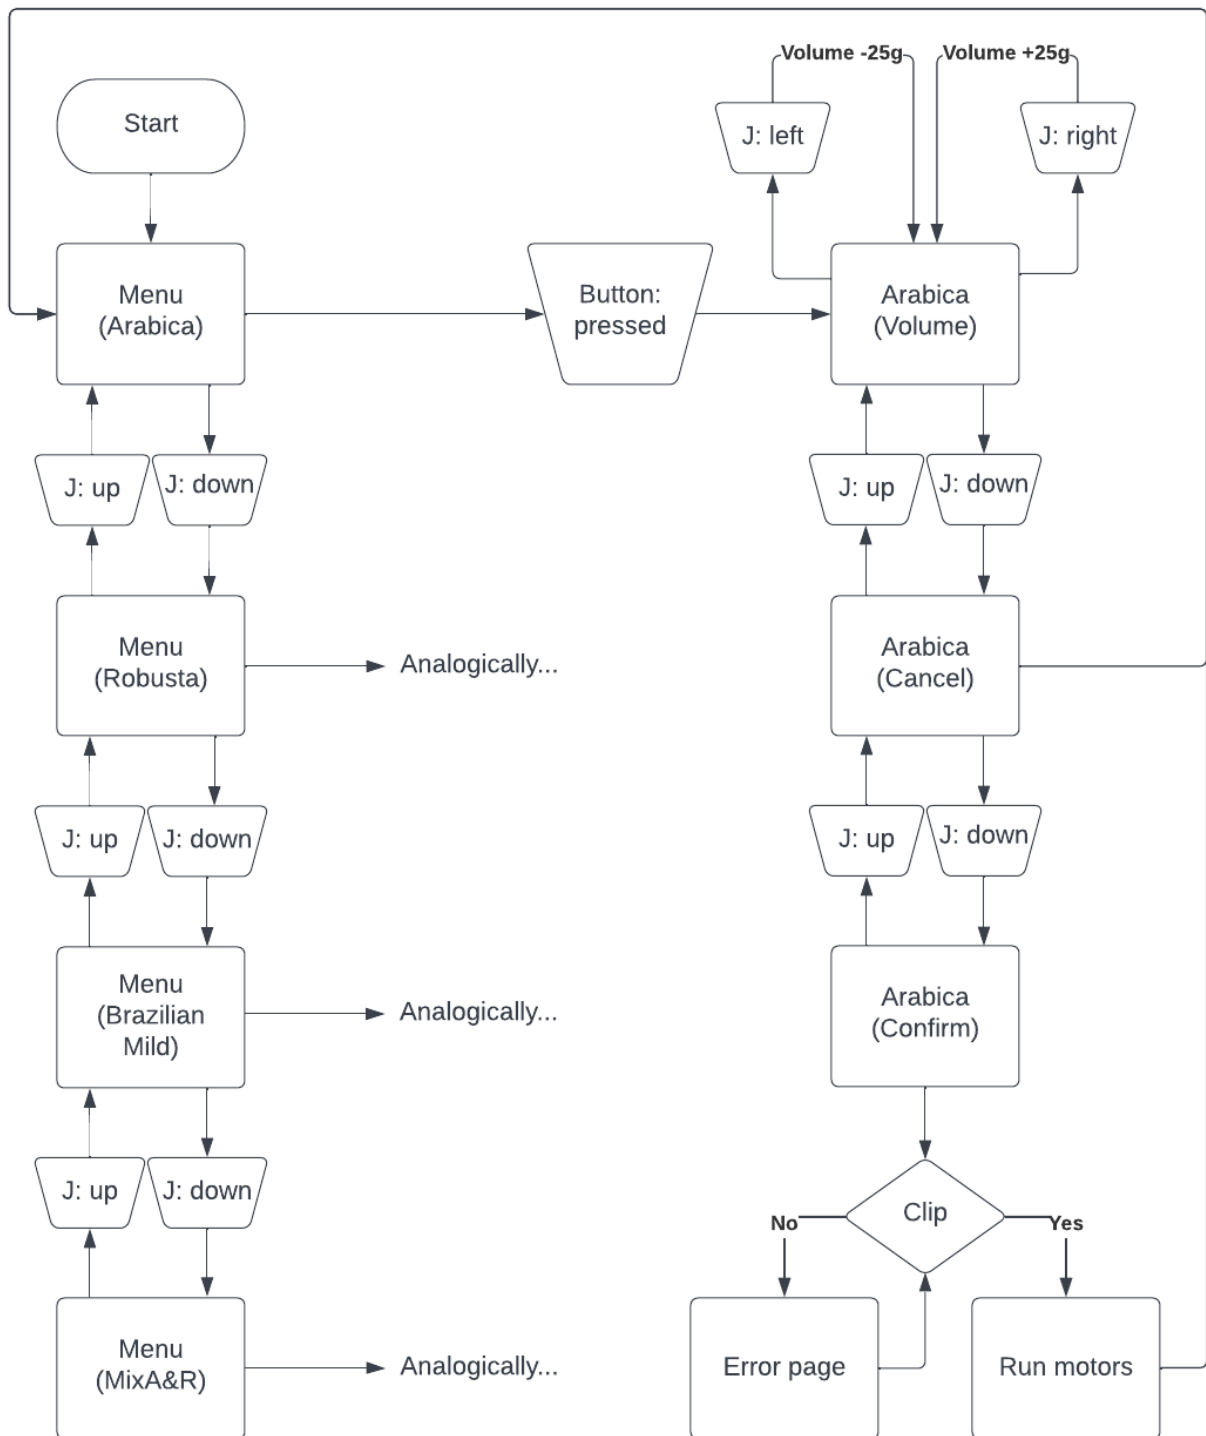 Volume -25g
Volume +25g
Start
J: left
J: right
Menu
(Arabica)
Button:
pressed
Arabica
(Volume)
J: up
J: down
J: up
J: down
Menu
(Robusta)
Analogically...
Arabica
(Cancel)
J: up
J: down
J: up
J: down
Menu
(Brazilian
Mild)
Analogically...
Arabica
(Confirm)
J: up
J: down
Clip
No
Yes
Menu
(MixA&R)
Analogically...
Error page
Run motors